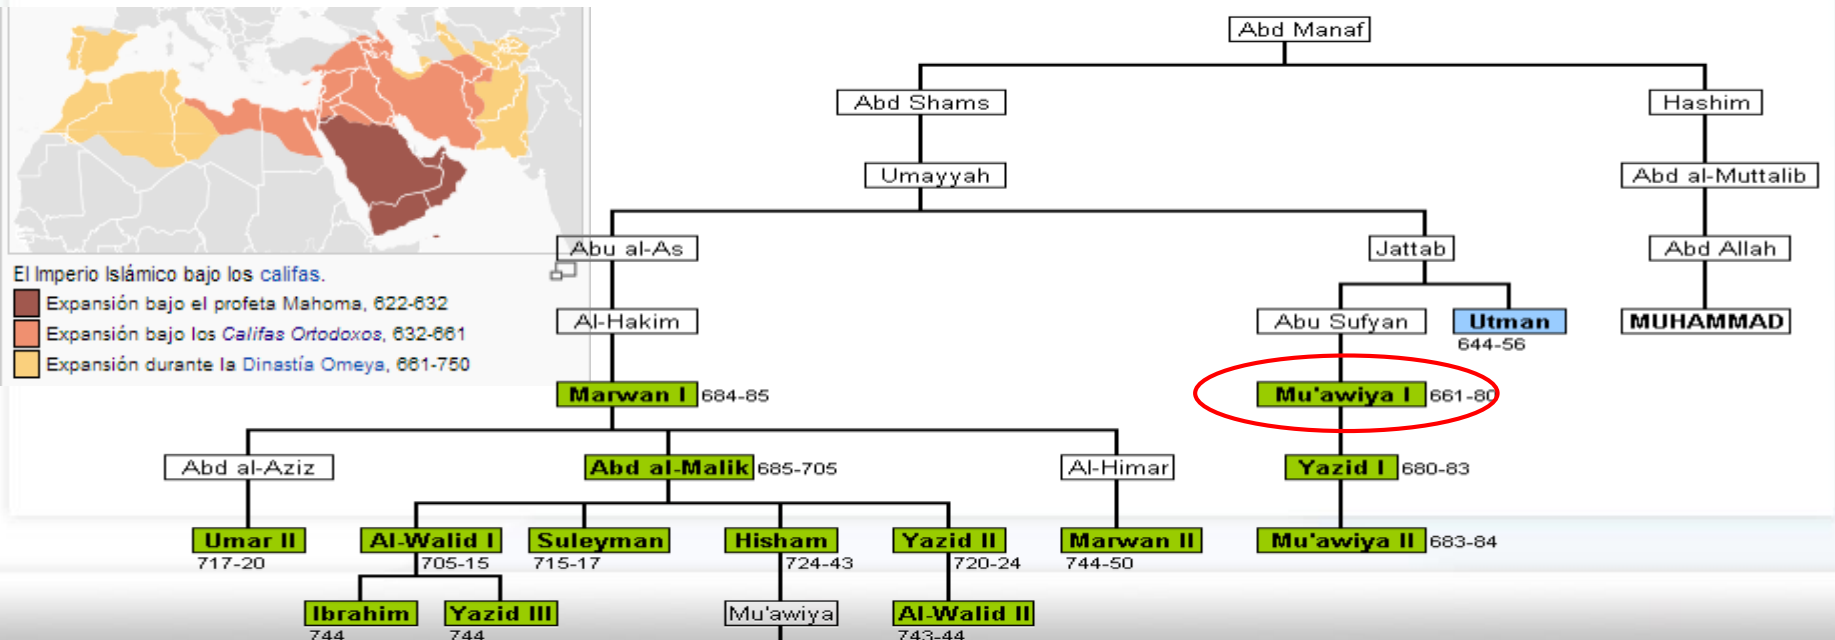 Abd Manaf
Abd Shams
Hashim
Umayyah
Abd al-Muttalib
Abu al-As
Jattab
Abd Allah
El Imperio Islámico bajo los califas.
Expansión bajo el profeta Mahoma, 622-632
Expansión bajo los Califas Ortodoxos, 632-661
Expansión durante la Dinastía Omeya, 661-750
Al-Hakim
Abu Sufyan
Utman
644-56
MUHAMMAD
Marwan I 684-85
Mu'awiya I 661-80
Abd al-Aziz
Abd al-Malik 685-705
Al-Himar
Yazid I 680-83
Umar II
717-20
Al-Walid I
705-15
Suleyman
715-17
Hisham
724-43
Yazid II
720-24
Marwan II
744-50
Mu'awiya II 683-84
Ibrahim
744
Yazid III
744
Mu'awiya
Al-Walid II
743-44